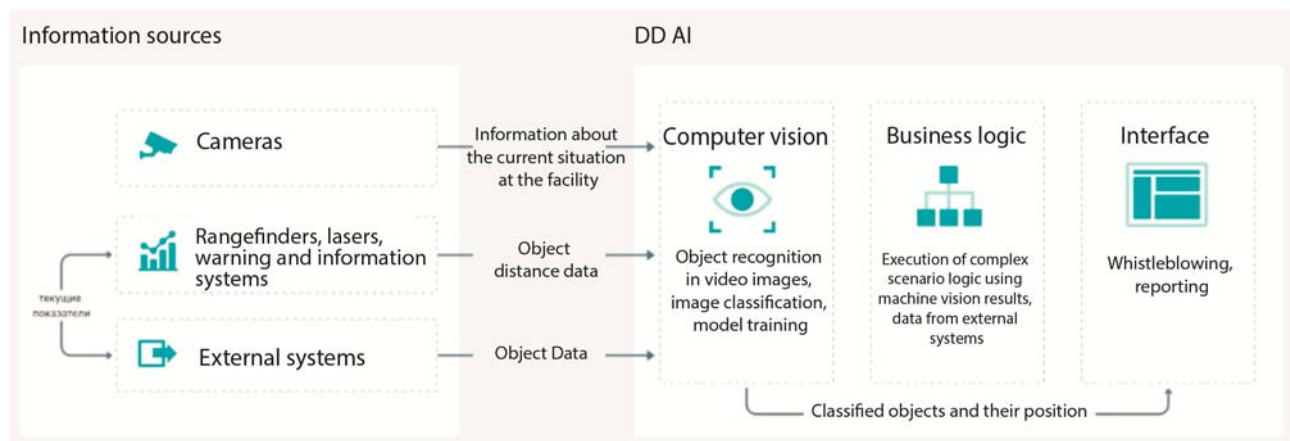 Information sources
DD AI
Cameras
Rangefinders, lasers,
warning and information
systems
External systems
текущие
показатели
Information about
the current situation
at the facility
Object
distance data
Object Data
Computer vision
Object recognition
in video images,
image classification,
model training
Business logic
Execution of complex
scenario logic using
machine vision results,
data from external
systems
Interface
Whistleblowing,
reporting
Classified objects and their position